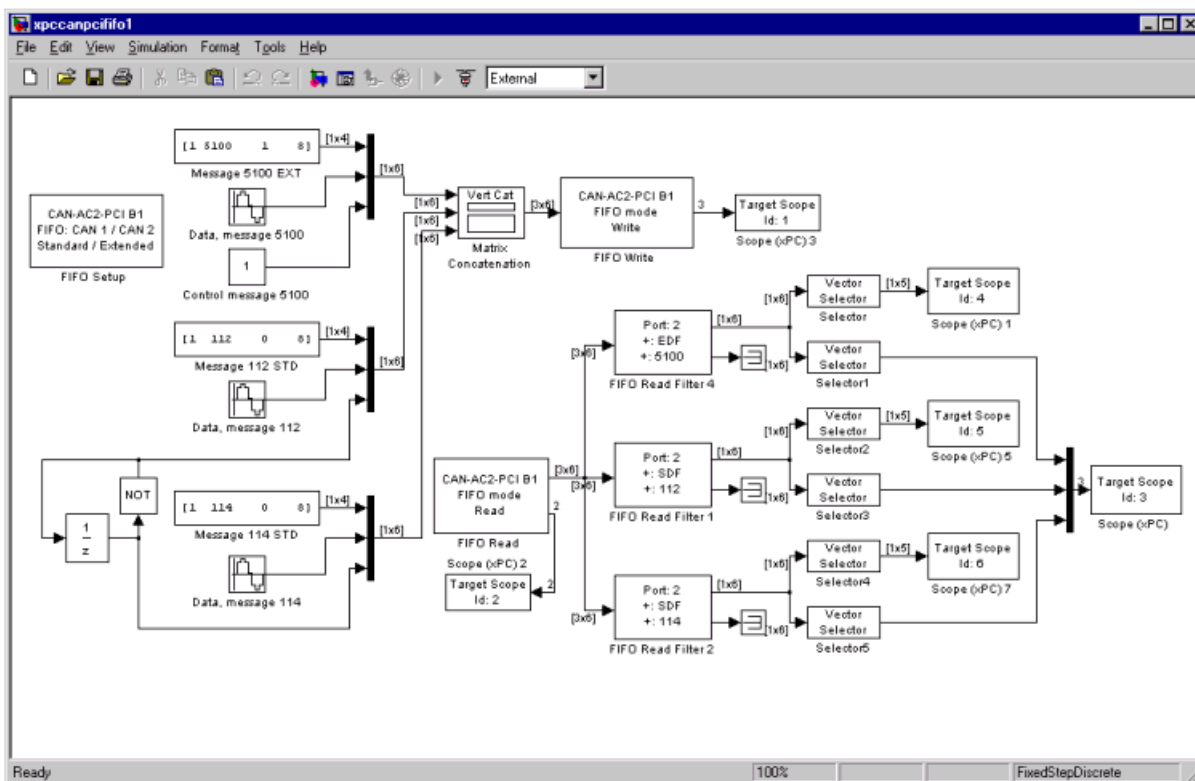 xpccanpcififo1
File Edit View Simulation Format Tools Help
External
[1 5100 1 8]
[1x4]
Message 5100 EXT
[1x6]
Data, message 5100
1
Control message 5100
CAN-AC2-PCI B1
FIFO: CAN 1 / CAN 2
Standard / Extended
FIFO Setup
[1x6]
[1x6]
[1x6]
Vert Cat
Matrix
Concatenation
[3x6]
CAN-AC2-PCI B1
FIFO mode
Write
FIFO Write
3
Target Scope
Id: 1
Scope (xPC) 3
[1 112 0 8]
[1x4]
Message 112 STD
[1x6]
Data, message 112
NOT
1
z
[1 114 0 8]
[1x4]
Message 114 STD
[1x6]
Data, message 114
CAN-AC2-PCI B1
FIFO mode
Read
FIFO Read
[3x6]
2
Scope (xPC) 2
Target Scope
Id: 2
2
[3x6]
Port: 2
+: EDF
+: 5100
FIFO Read Filter 4
[1x6]
[1x6]
[1x6]
Vector
Selector
Selector
[1x5]
Target Scope
Id: 4
Scope (xPC) 1
Vector
Selector
Selector1
[3x6]
Port: 2
+: SDF
+: 112
FIFO Read Filter 1
[1x6]
[1x6]
[1x6]
Vector
Selector
Selector2
[1x5]
Target Scope
Id: 5
Scope (xPC) 5
Vector
Selector
Selector3
[3x6]
Port: 2
+: SDF
+: 114
FIFO Read Filter 2
[1x6]
[1x6]
[1x6]
Vector
Selector
Selector4
[1x5]
Target Scope
Id: 6
Scope (xPC) 7
Vector
Selector
Selector5
3
Target Scope
Id: 3
Scope (xPC)
Ready
100%
FixedStepDiscrete